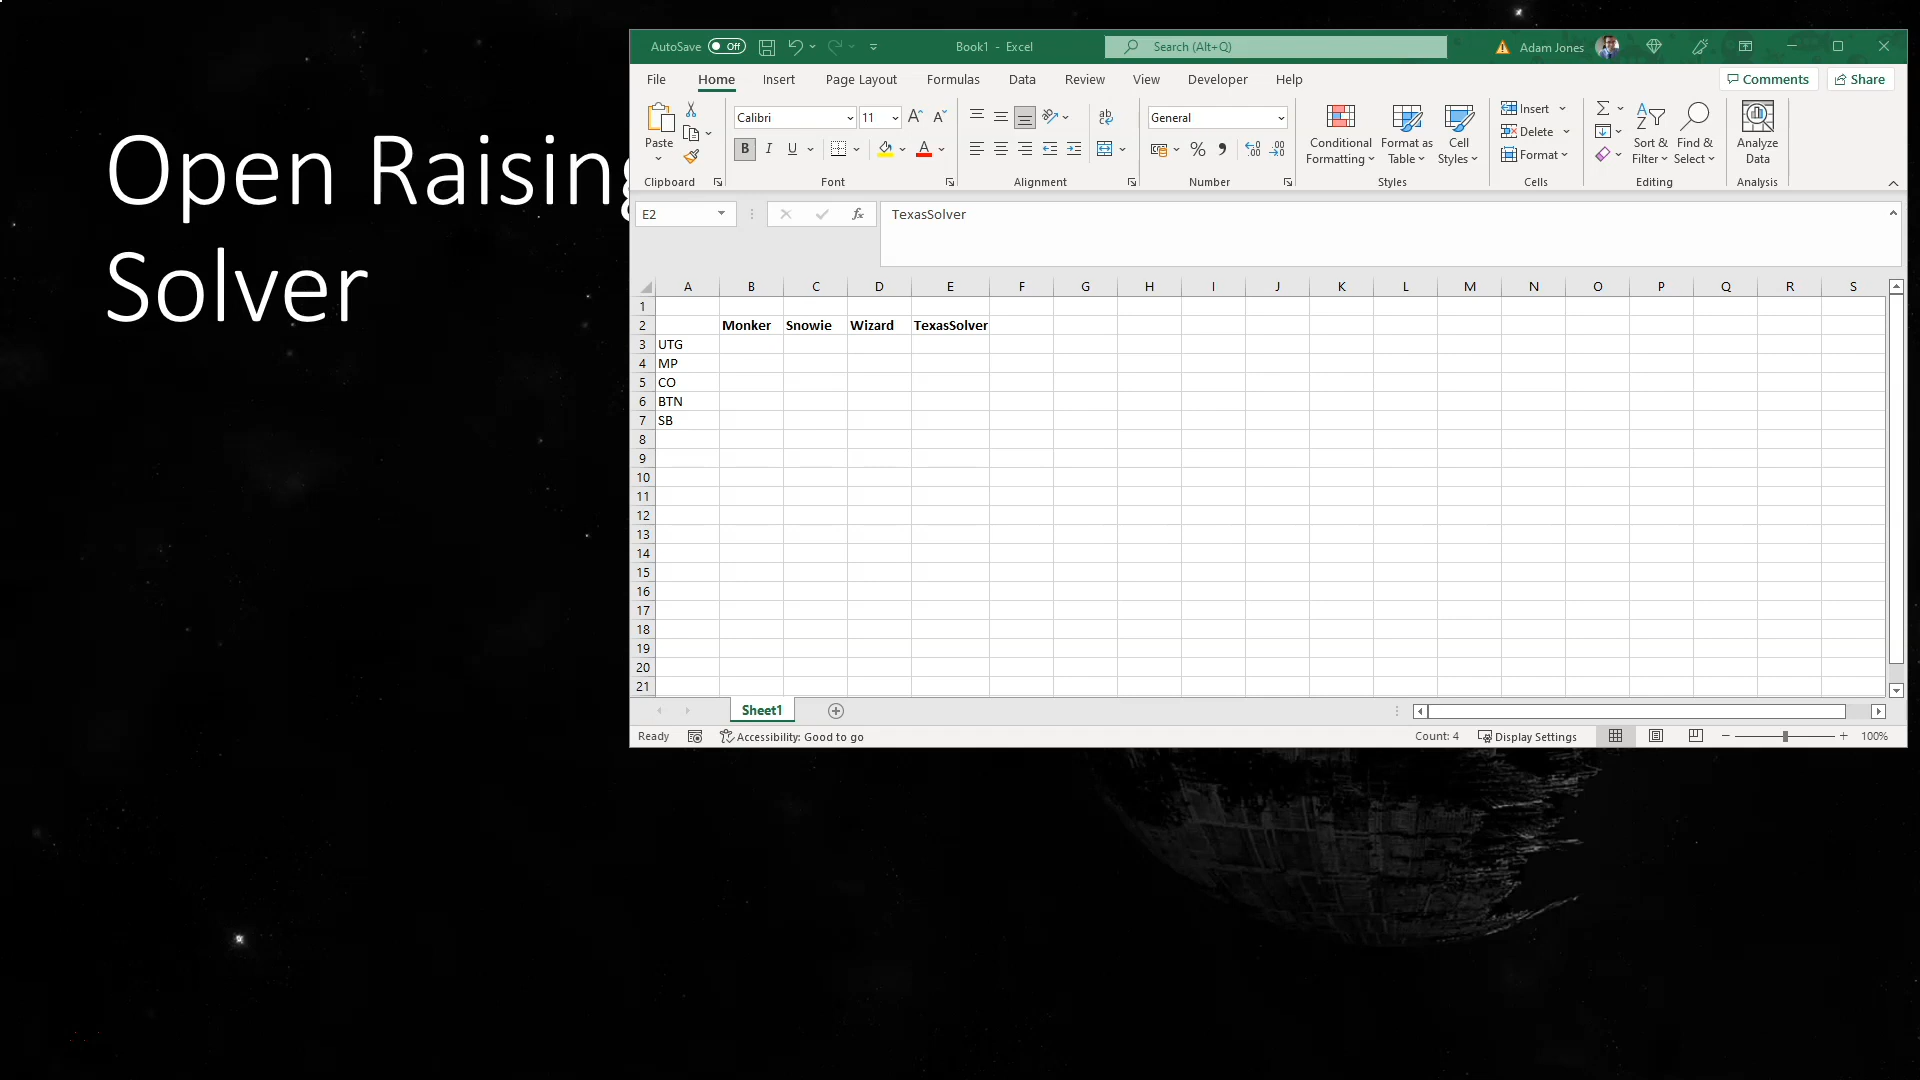 Open Raising
Solver
AutoSave Off Book1 - Excel Search (Alt+Q) Adam Jones
File Home Insert Page Layout Formulas Data Review View Developer Help Comments Share
Calibri 11 A A ab General Insert
Paste B I U A % , .00 Conditional Formatting Format as Table Cell Styles Delete Sort & Filter Find & Select Analyze Data
Format
Clipboard Font Alignment Number Styles Cells Editing Analysis
E2 fx TexasSolver
A B C D E F G H I J K L M N O P Q R S
1
2 Monker Snowie Wizard TexasSolver
3 UTG
4 MP
5 CO
6 BTN
7 SB
8
9
10
11
12
13
14
15
16
17
18
19
20
21
Sheet1
Ready Accessibility: Good to go Count: 4 Display Settings 100%